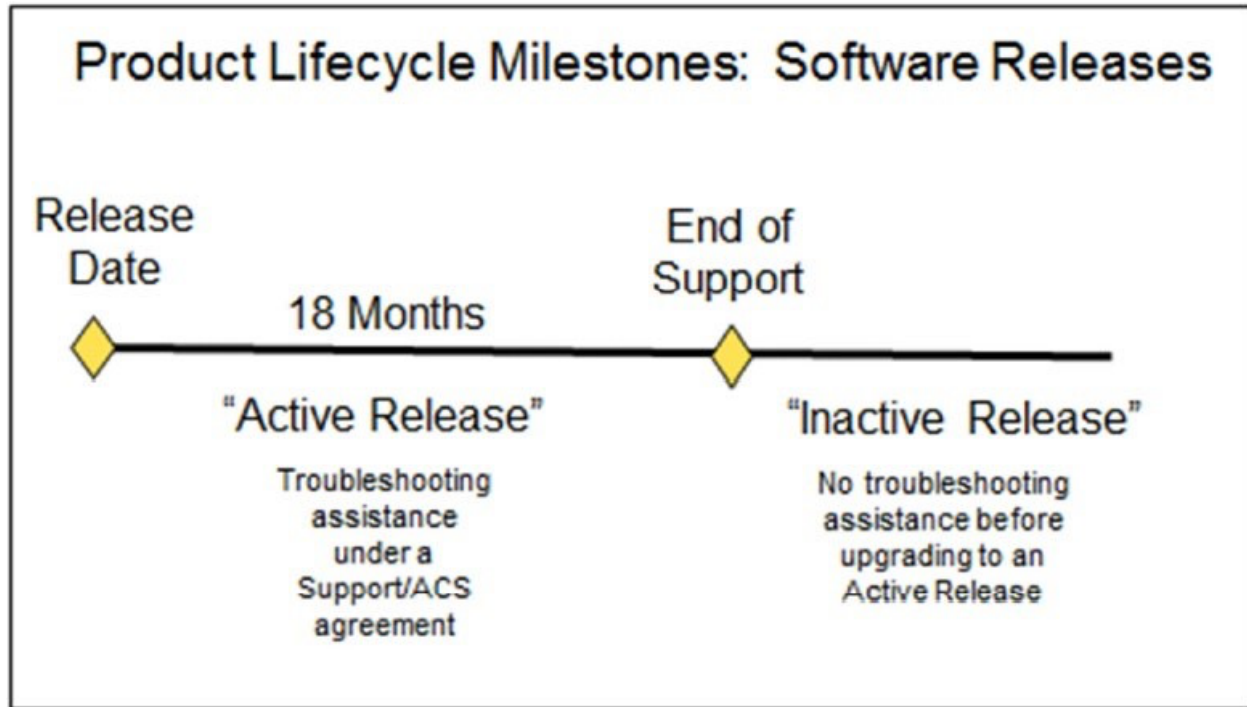 Product Lifecycle Milestones: Software Releases
Release
Date
18 Months
End of
Support
“Active Release”
Troubleshooting
assistance
under a
Support/ACS
agreement
“Inactive Release”
No troubleshooting
assistance before
upgrading to an
Active Release